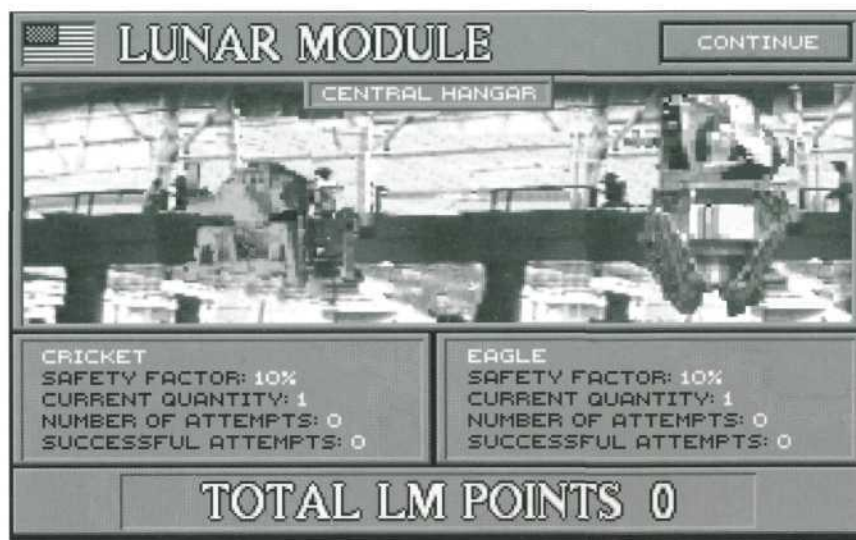 LUNAR MODULE
CONTINUE
CENTRAL HANGAR
CRICKET
SAFETY FACTOR: 10%
CURRENT QUANTITY: 1
NUMBER OF ATTEMPTS: 0
SUCCESSFUL ATTEMPTS: 0
EAGLE
SAFETY FACTOR: 10%
CURRENT QUANTITY: 1
NUMBER OF ATTEMPTS: 0
SUCCESSFUL ATTEMPTS: 0
TOTAL LM POINTS 0